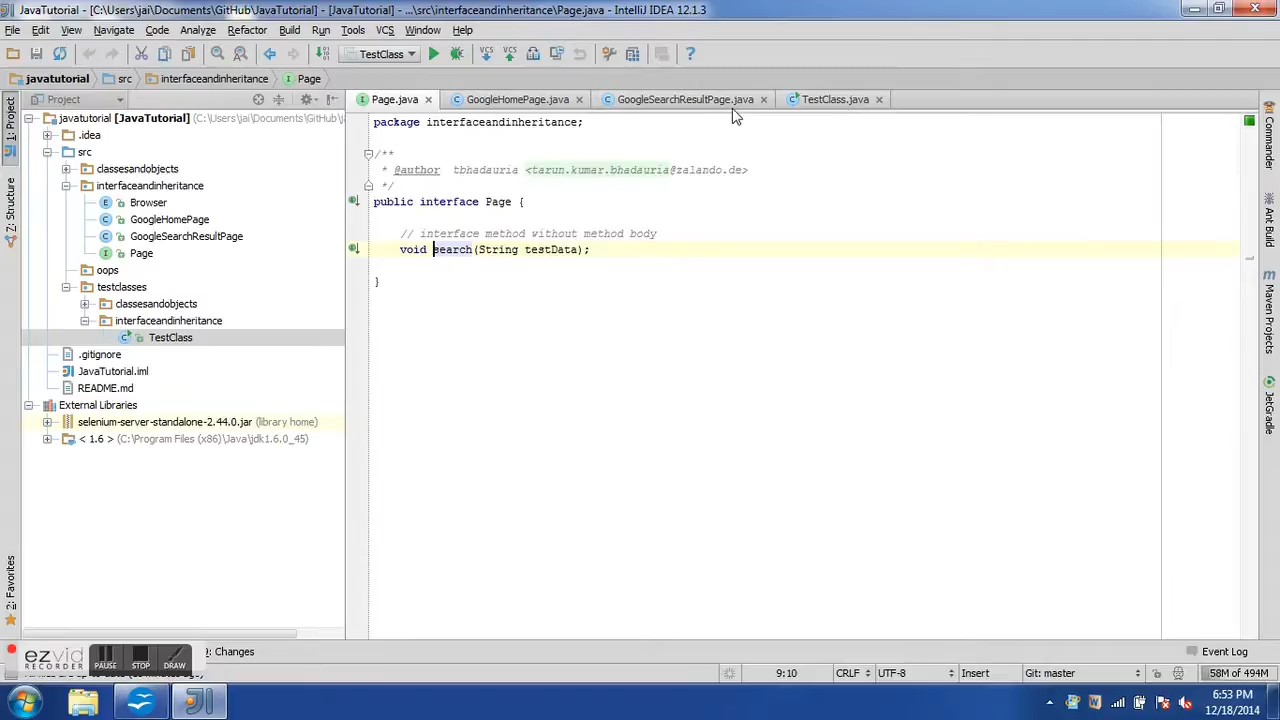 JavaTutorial - [C:\Users\jai\Documents\GitHub\JavaTutorial] - [JavaTutorial] - ...\src\interfaceandinheritance\Page.java - IntelliJ IDEA 12.1.3
File Edit View Navigate Code Analyze Refactor Build Run Tools VCS Window Help
TestClass
VCS VCS
javatutorial src interfaceandinheritance Page
Project
Page.java GoogleHomePage.java GoogleSearchResultPage.java TestClass.java
1: Project
Z: Structure
2: Favorites
javatutorial [JavaTutorial] (C:\Users\jai\Documents\GitHub\j
.idea
src
classesandobjects
interfaceandinheritance
Browser
GoogleHomePage
GoogleSearchResultPage
Page
oops
testclasses
classesandobjects
interfaceandinheritance
TestClass
.gitignore
JavaTutorial.iml
README.md
External Libraries
selenium-server-standalone-2.44.0.jar (library home)
< 1.6 > (C:\Program Files (x86)\Java\jdk1.6.0_45)
package interfaceandinheritance;
/**
* @author tbhadauria <tarun.kumar.bhadauria@zalando.de>
*/
public interface Page {
// interface method without method body
void search(String testData);
}
Commander
Ant Build
Maven Projects
JetGradle
ezvid
RECORDER
PAUSE STOP DRAW
Changes
Event Log
9:10 CRLF UTF-8 Insert Git: master 58M of 494M
6:53 PM
12/18/2014